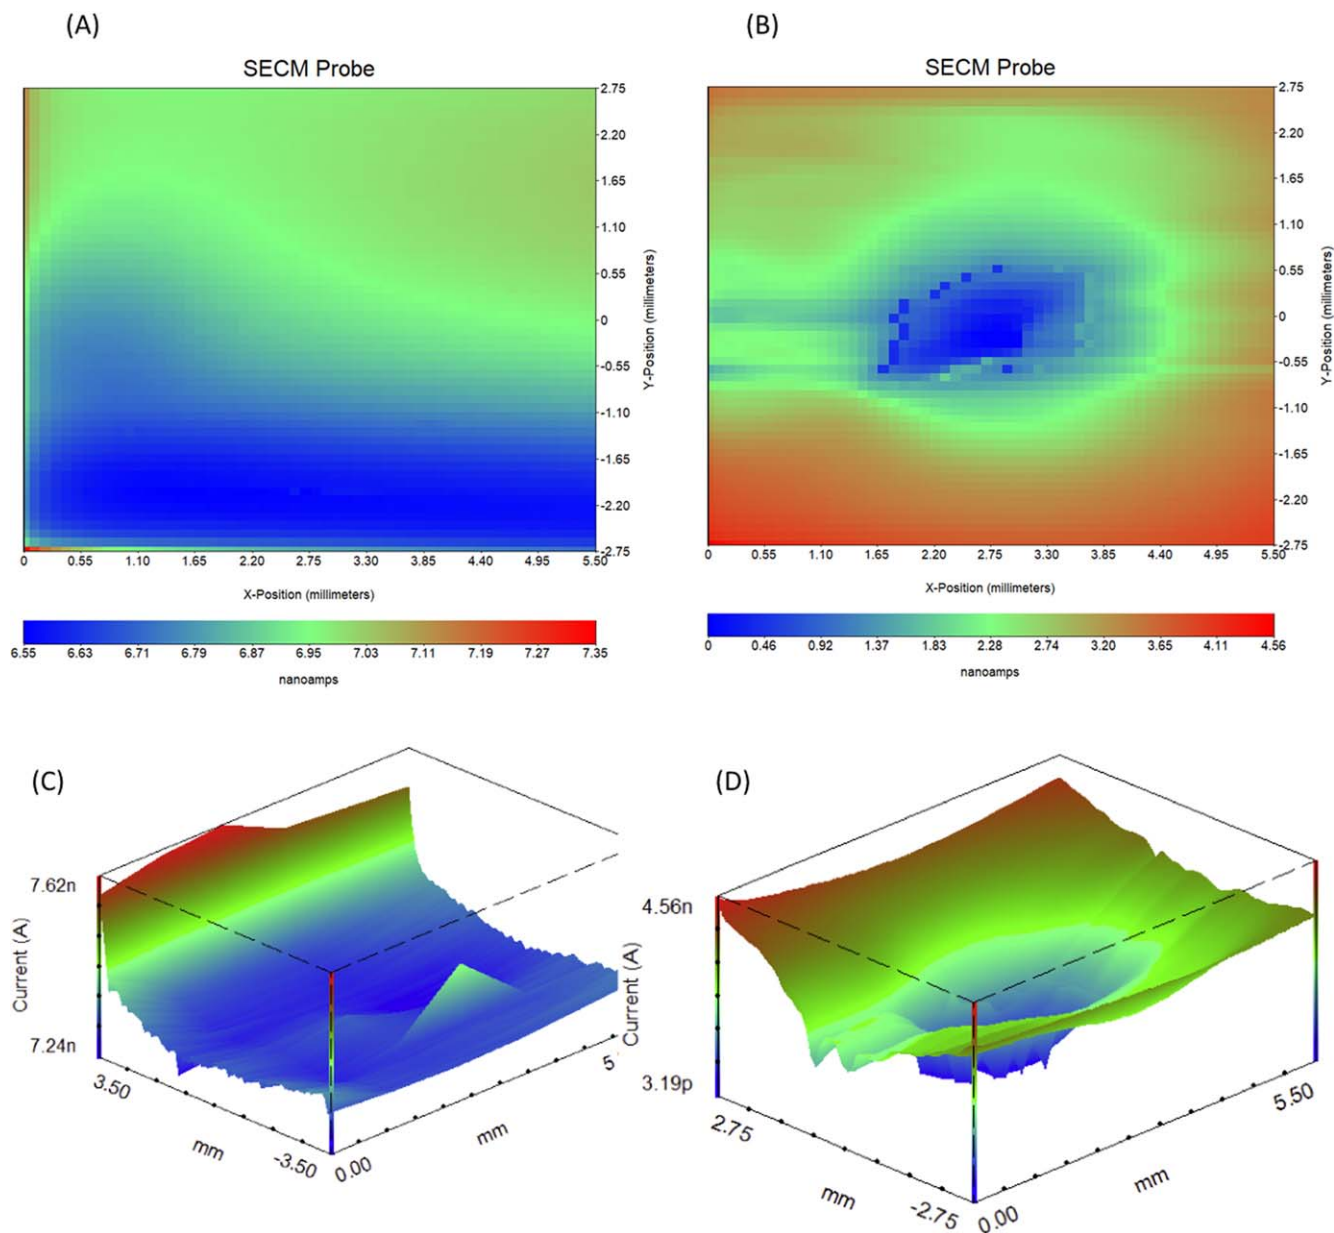 (A)
SECM Probe
2.75
2.20
1.65
1.10
0.55
0
-0.55
-1.10
-1.65
-2.20
-2.75
Y-Position (millimeters)
0 0.55 1.10 1.65 2.20 2.75 3.30 3.85 4.40 4.95 5.50
X-Position (millimeters)
6.55 6.63 6.71 6.79 6.87 6.95 7.03 7.11 7.19 7.27 7.35
nanoamps
(B)
SECM Probe
2.75
2.20
1.65
1.10
0.55
0
-0.55
-1.10
-1.65
-2.20
-2.75
Y-Position (millimeters)
0 0.55 1.10 1.65 2.20 2.75 3.30 3.85 4.40 4.95 5.50
X-Position (millimeters)
0 0.46 0.92 1.37 1.83 2.28 2.74 3.20 3.65 4.11 4.56
nanoamps
(C)
7.62n
Current (A)
7.24n
3.50
mm
-3.50
0.00
mm
5
(D)
4.56n
Current (A)
3.19p
2.75
mm
-2.75
0.00
mm
5.50